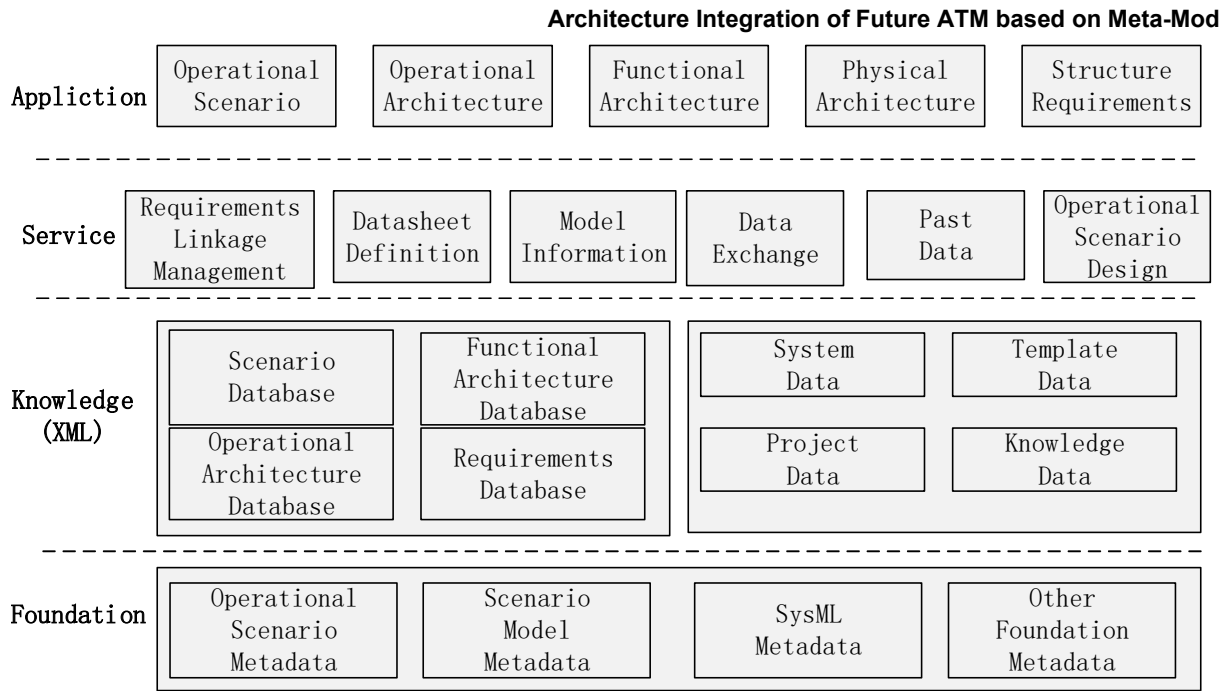 Architecture Integration of Future ATM based on Meta-Mod
Appliction
Operational
Scenario
Operational
Architecture
Functional
Architecture
Physical
Architecture
Structure
Requirements
Service
Requirements
Linkage
Management
Datasheet
Definition
Model
Information
Data
Exchange
Past
Data
Operational
Scenario
Design
Knowledge
(XML)
Scenario
Database
Functional
Architecture
Database
Operational
Architecture
Database
Requirements
Database
System
Data
Template
Data
Project
Data
Knowledge
Data
Foundation
Operational
Scenario
Metadata
Scenario
Model
Metadata
SysML
Metadata
Other
Foundation
Metadata